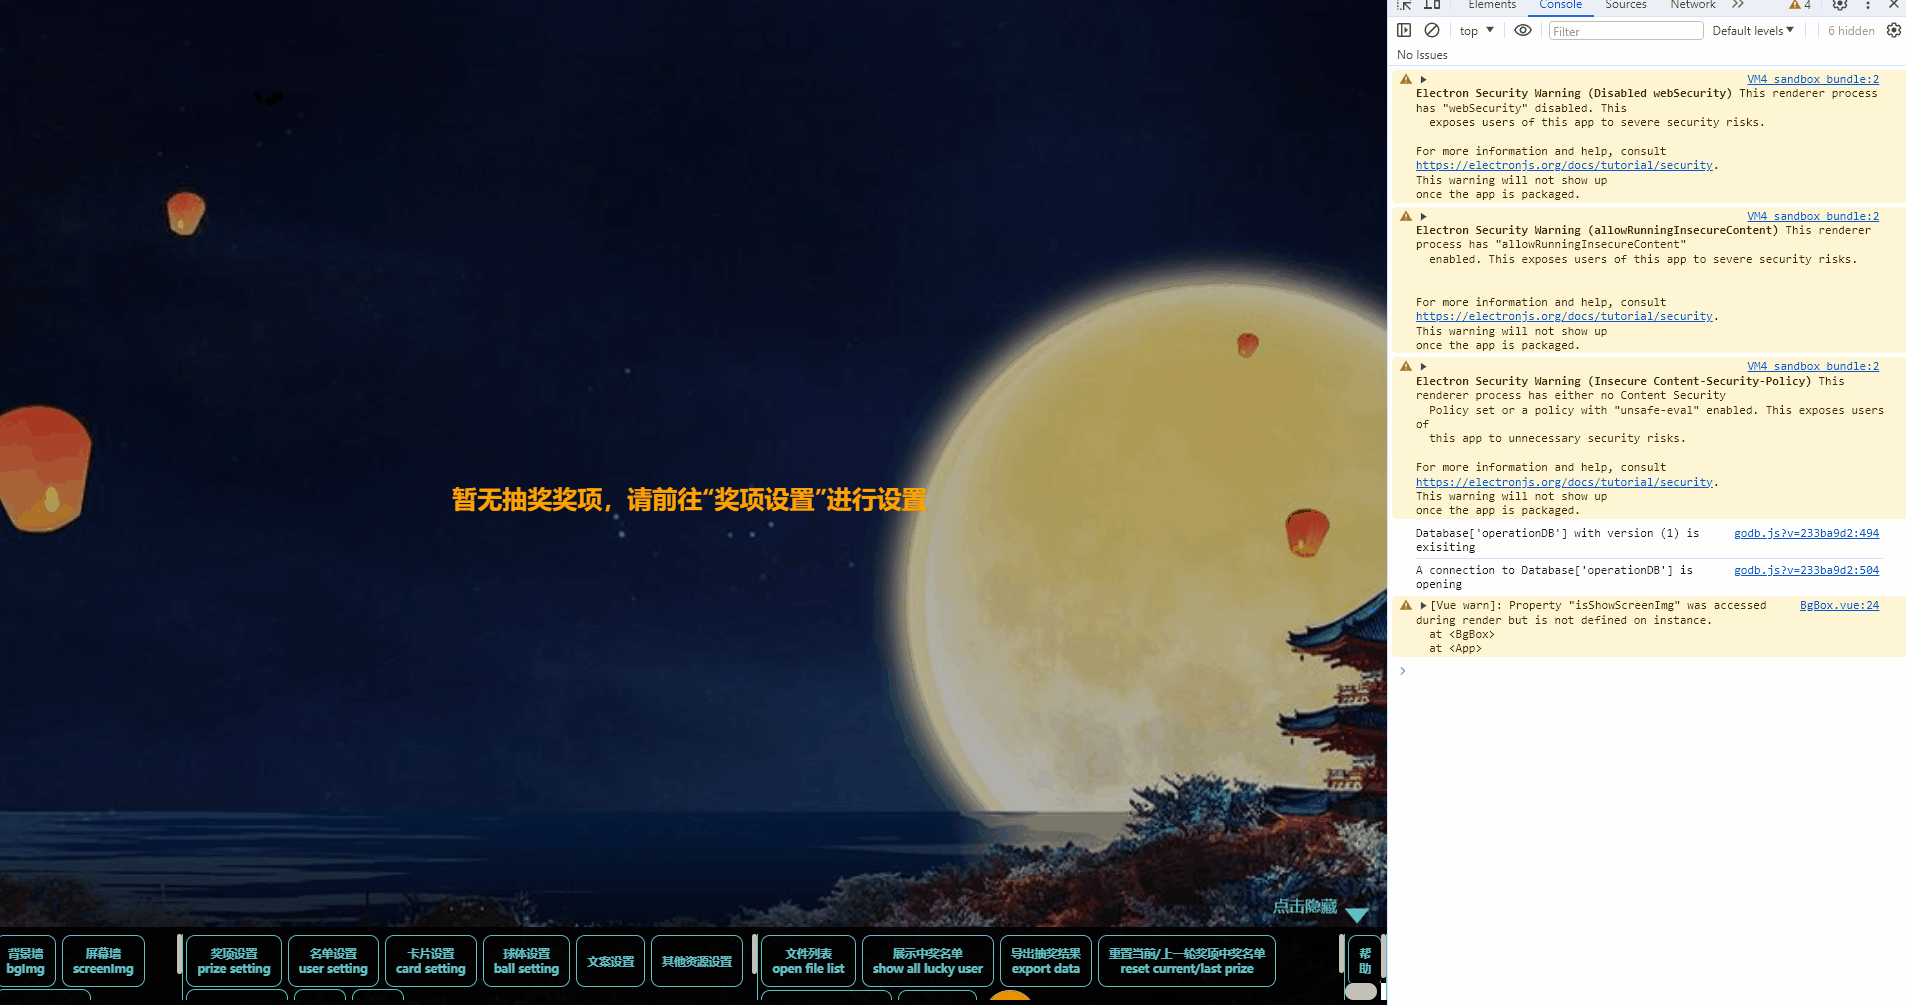 暂无抽奖奖项，请前往“奖项设置”进行设置
点击隐藏
背景墙
bgImg
屏幕墙
screenImg
奖项设置
prize setting
名单设置
user setting
卡片设置
card setting
球体设置
ball setting
文案设置
其他资源设置
文件列表
open file list
展示中奖名单
show all lucky user
导出抽奖结果
export data
重置当前/上一轮奖项中奖名单
reset current/last prize
帮
助
Elements Console Sources Network 4
top Filter Default levels 6 hidden
No Issues
VM4 sandbox bundle:2
Electron Security Warning (Disabled webSecurity) This renderer process
has "webSecurity" disabled. This
exposes users of this app to severe security risks.
For more information and help, consult
https://electronjs.org/docs/tutorial/security.
This warning will not show up
once the app is packaged.
VM4 sandbox bundle:2
Electron Security Warning (allowRunningInsecureContent) This renderer
process has "allowRunningInsecureContent"
enabled. This exposes users of this app to severe security risks.
For more information and help, consult
https://electronjs.org/docs/tutorial/security.
This warning will not show up
once the app is packaged.
VM4 sandbox bundle:2
Electron Security Warning (Insecure Content-Security-Policy) This
renderer process has either no Content Security
Policy set or a policy with "unsafe-eval" enabled. This exposes users
of
this app to unnecessary security risks.
For more information and help, consult
https://electronjs.org/docs/tutorial/security.
This warning will not show up
once the app is packaged.
Database['operationDB'] with version (1) is godb.js?v=233ba9d2:494
exisiting
A connection to Database['operationDB'] is godb.js?v=233ba9d2:504
opening
[Vue warn]: Property "isShowScreenImg" was accessed BgBox.vue:24
during render but is not defined on instance.
at <BgBox>
at <App>